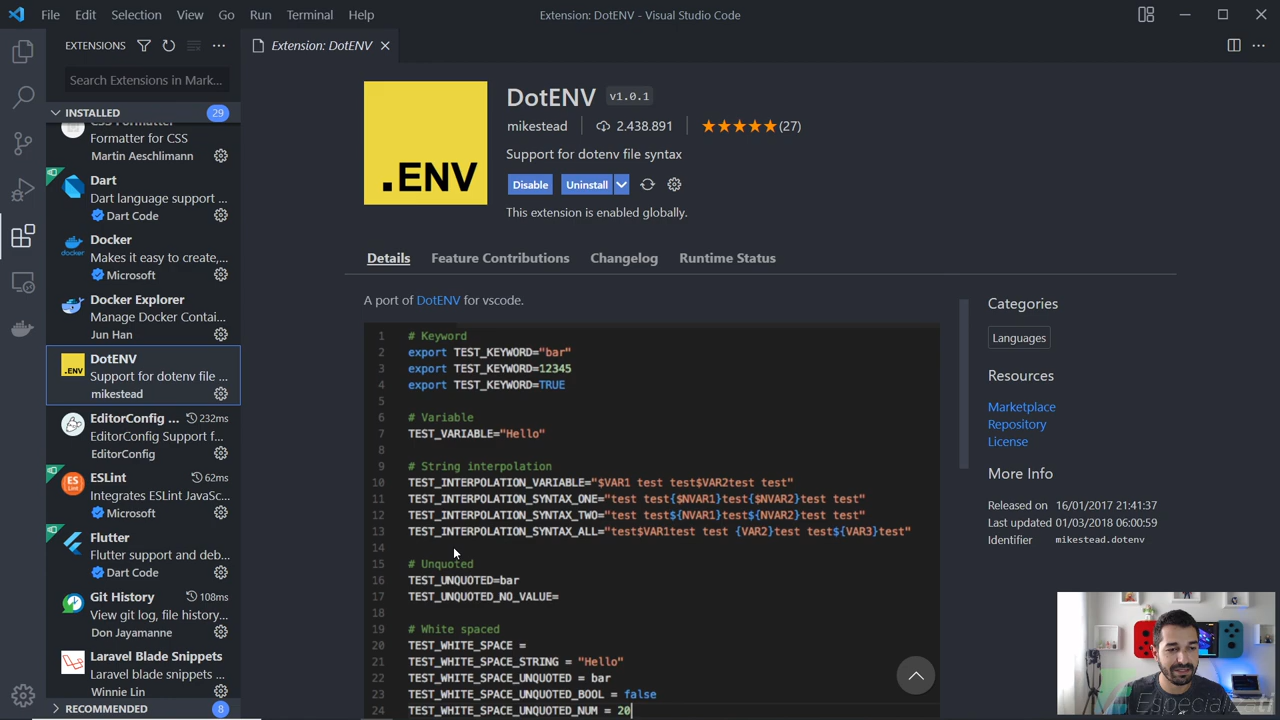 File Edit Selection View Go Run Terminal Help
Extension: DotENV - Visual Studio Code
EXTENSIONS
Extension: DotENV
Search Extensions in Mark...
INSTALLED 29
CSS Formatter
Formatter for CSS
Martin Aeschlimann
Dart
Dart language support ...
Dart Code
Docker
Makes it easy to create,...
Microsoft
Docker Explorer
Manage Docker Contai...
Jun Han
DotENV
Support for dotenv file ...
mikestead
EditorConfig ... 232ms
EditorConfig Support f...
EditorConfig
ESLint 62ms
Integrates ESLint JavaSc...
Microsoft
Flutter
Flutter support and deb...
Dart Code
Git History 108ms
View git log, file history...
Don Jayamanne
Laravel Blade Snippets
Laravel blade snippets ...
Winnie Lin
RECOMMENDED 8
.ENV
DotENV v1.0.1
mikestead 2.438.891 (27)
Support for dotenv file syntax
Disable Uninstall
This extension is enabled globally.
Details Feature Contributions Changelog Runtime Status
A port of DotENV for vscode.
1 # Keyword
2 export TEST_KEYWORD="bar"
3 export TEST_KEYWORD=12345
4 export TEST_KEYWORD=TRUE
5
6 # Variable
7 TEST_VARIABLE="Hello"
8
9 # String interpolation
10 TEST_INTERPOLATION_VARIABLE="$VAR1 test test$VAR2test test"
11 TEST_INTERPOLATION_SYNTAX_ONE="test test{$NVAR1}test{$NVAR2}test test"
12 TEST_INTERPOLATION_SYNTAX_TWO="test test${NVAR1}test${NVAR2}test test"
13 TEST_INTERPOLATION_SYNTAX_ALL="test$VAR1test test {VAR2}test test${VAR3}test"
14
15 # Unquoted
16 TEST_UNQUOTED=bar
17 TEST_UNQUOTED_NO_VALUE=
18
19 # White spaced
20 TEST_WHITE_SPACE =
21 TEST_WHITE_SPACE_STRING = "Hello"
22 TEST_WHITE_SPACE_UNQUOTED = bar
23 TEST_WHITE_SPACE_UNQUOTED_BOOL = false
24 TEST_WHITE_SPACE_UNQUOTED_NUM = 20
Categories
Languages
Resources
Marketplace
Repository
License
More Info
Released on 16/01/2017 21:41:37
Last updated 01/03/2018 06:00:59
Identifier mikestead.dotenv
Especializati